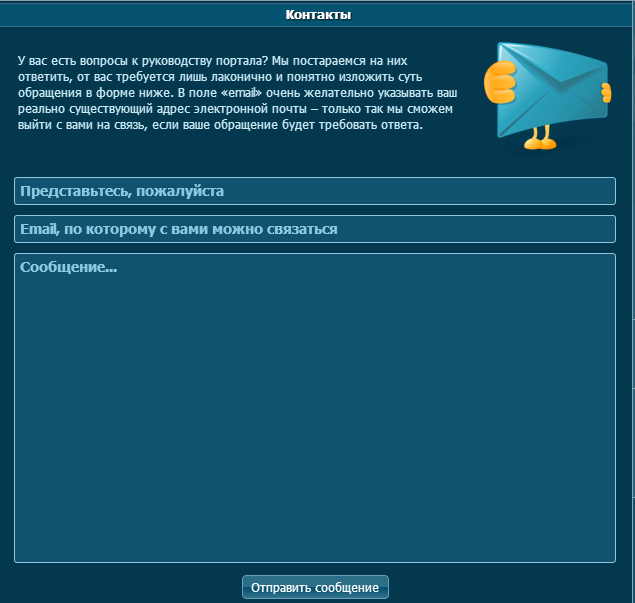 Контакты
У вас есть вопросы к руководству портала? Мы постараемся на них
ответить, от вас требуется лишь лаконично и понятно изложить суть
обращения в форме ниже. В поле «email» очень желательно указывать ваш
реально существующий адрес электронной почты – только так мы сможем
выйти с вами на связь, если ваше обращение будет требовать ответа.
Представьтесь, пожалуйста
Email, по которому с вами можно связаться
Сообщение...
Отправить сообщение